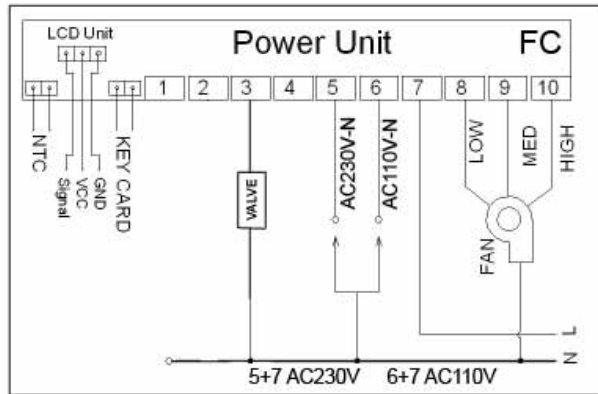 LCD Unit
Power Unit
FC
1 2 3 4 5 6 7 8 9 10
NTC
Signal
VCC
GND
KEY CARD
VALVE
AC230V-N
AC110V-N
LOW
MED
HIGH
FAN
L
N
5+7 AC230V
6+7 AC110V